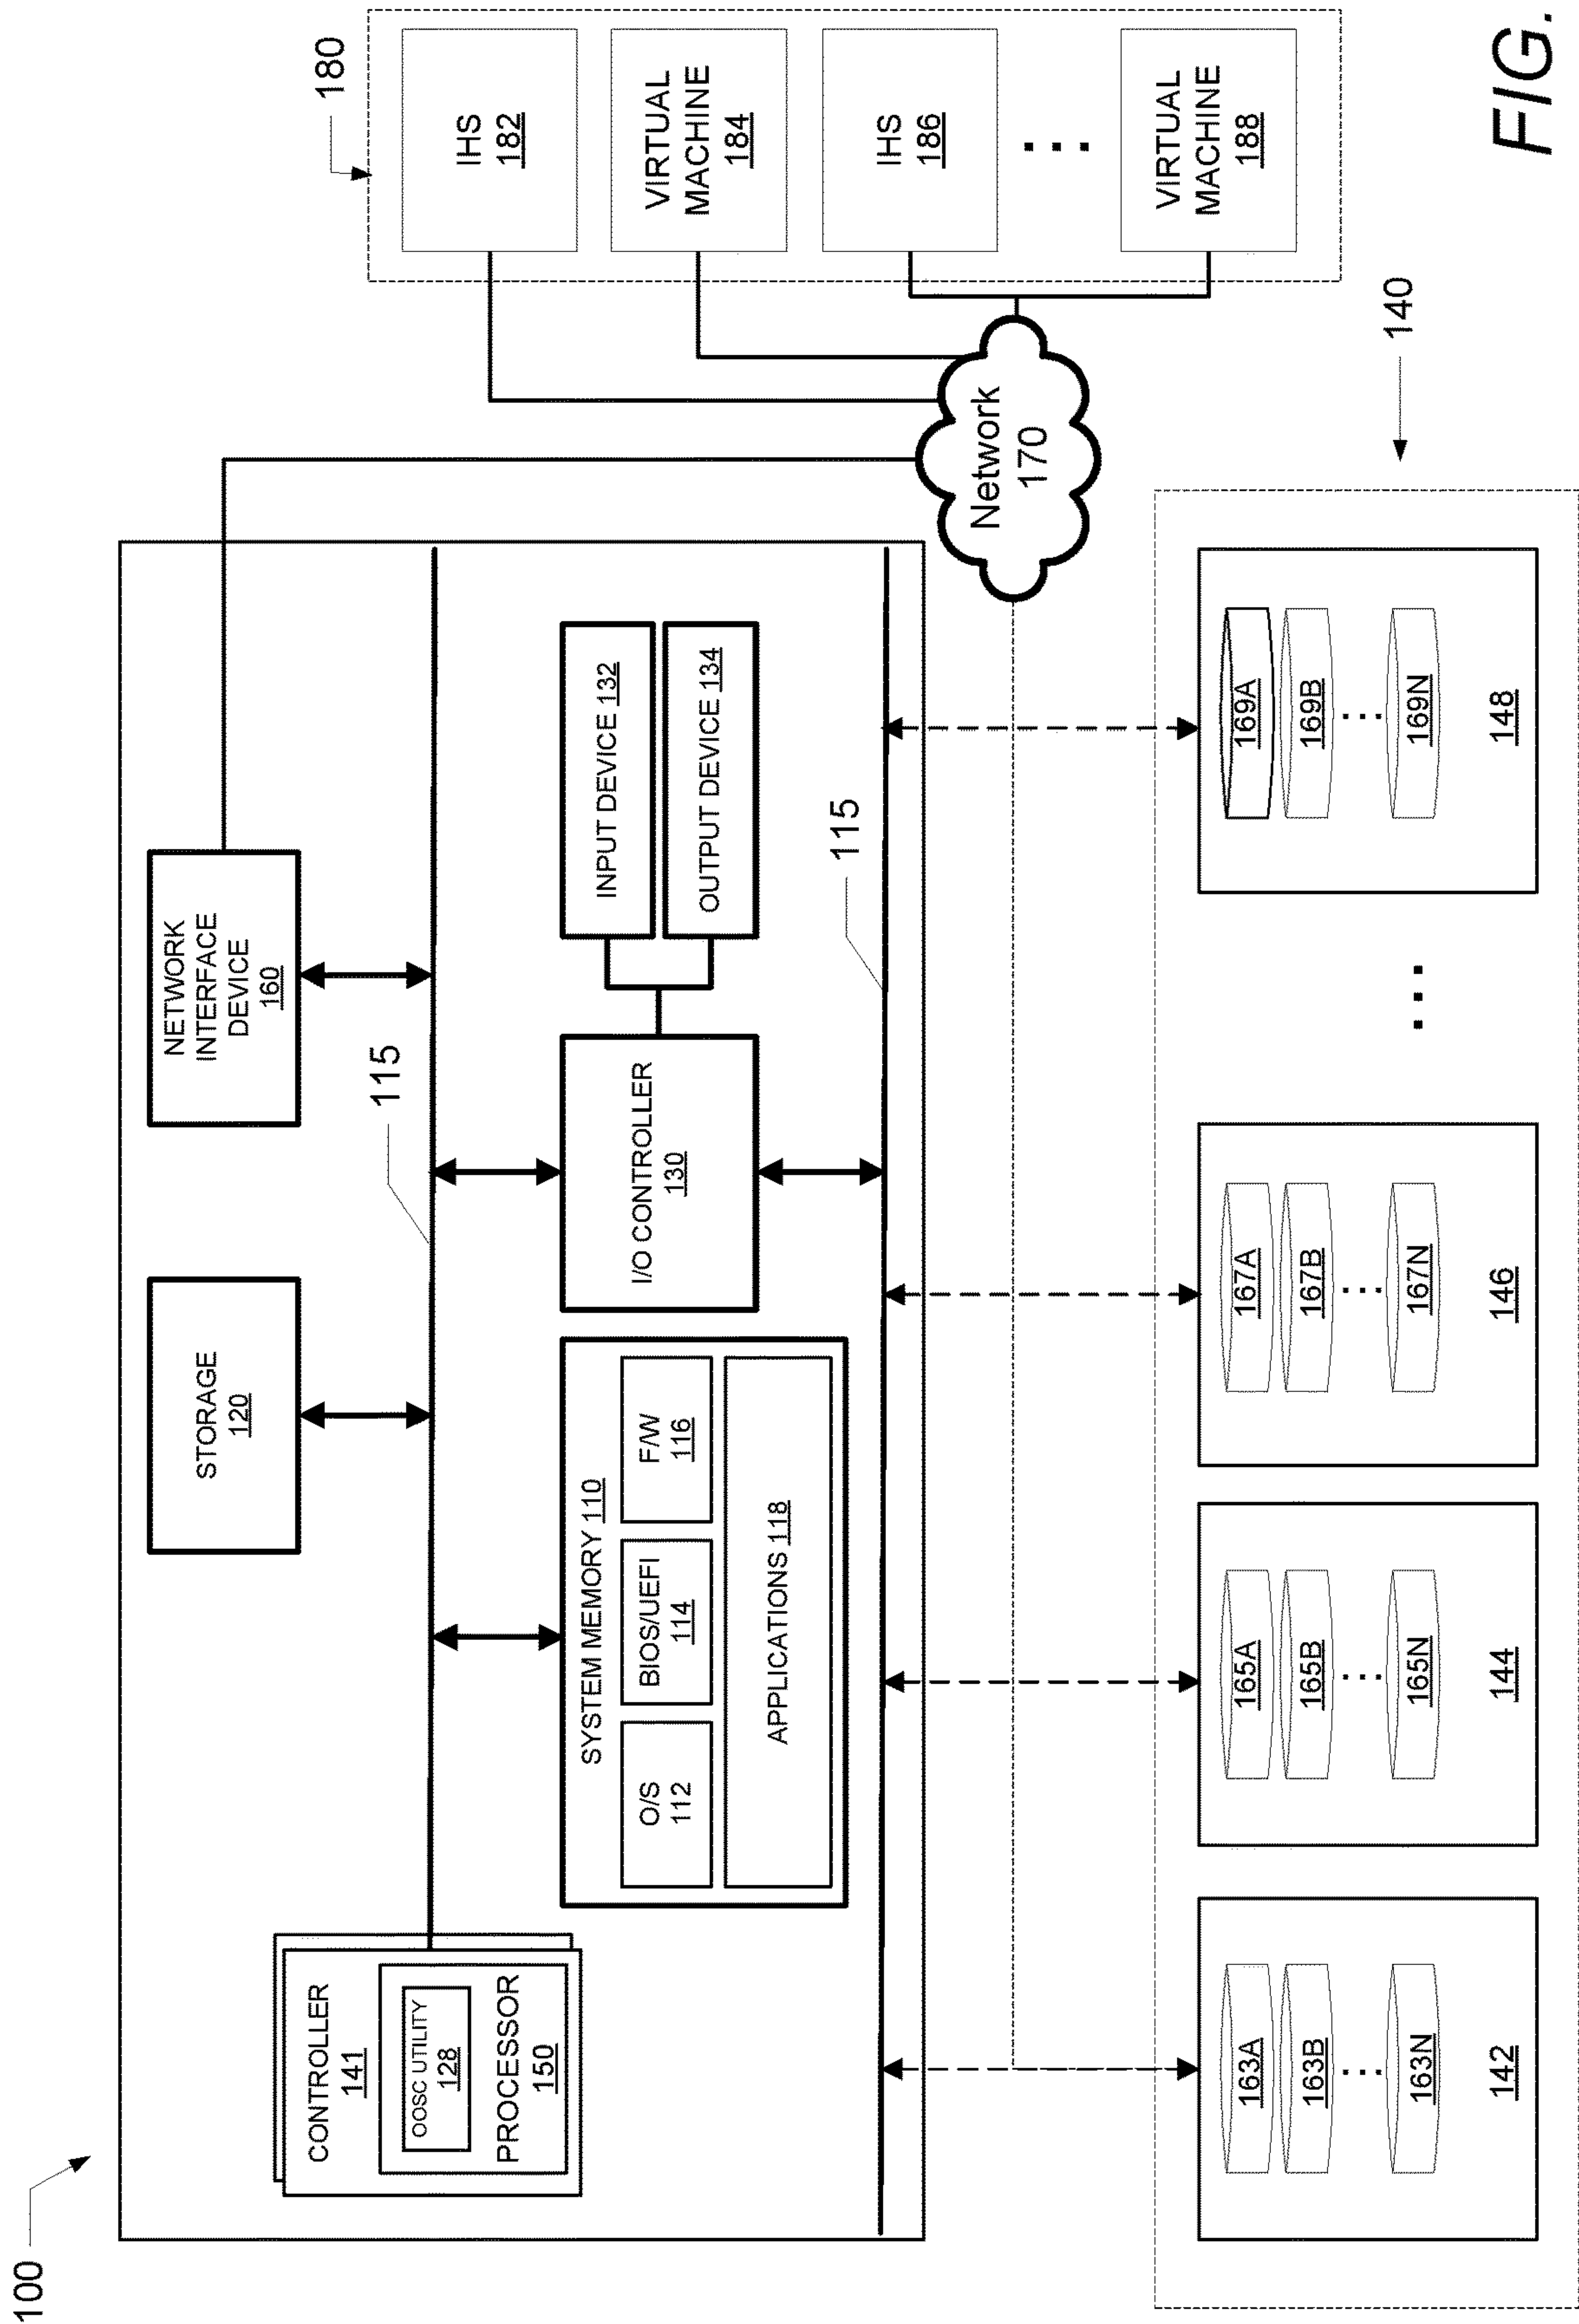 100
CONTROLLER
141
OOSC UTILITY
128
PROCESSOR
150
STORAGE
120
NETWORK
INTERFACE
DEVICE
160
115
SYSTEM MEMORY 110
O/S
112
BIOS/UEFI
114
F/W
116
APPLICATIONS 118
I/O CONTROLLER
130
INPUT DEVICE 132
OUTPUT DEVICE 134
115
180
IHS
182
VIRTUAL
MACHINE
184
IHS
186
VIRTUAL
MACHINE
188
Network
170
140
163A
163B
163N
142
165A
165B
165N
144
167A
167B
167N
146
169A
169B
169N
148
FIG.